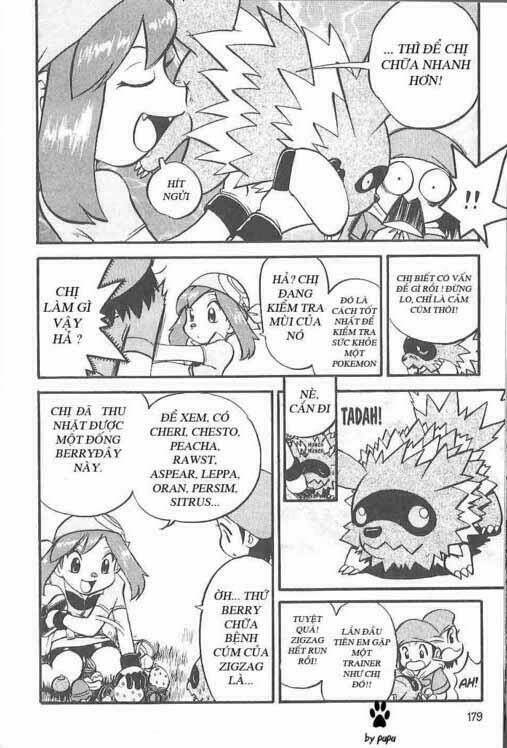 ... THÌ ĐỂ CHỊ
CHỮA NHANH
HƠN!
HÍT
NGỬI
!!
CHỊ
LÀM GÌ
VẬY
HẢ ?
HẢ? CHỊ
ĐANG
KIỂM TRA
MÙI CỦA
NÓ
ĐÓ LÀ
CÁCH TỐT
NHẤT ĐỂ
KIỂM TRA
SỨC KHỎE
MỘT
POKEMON
CHỊ BIẾT CÓ VẤN
ĐỀ GÌ RỒI ! ĐỪNG
LO, CHỈ LÀ CẢM
CÚM THÔI!
CHỊ ĐÃ THU
NHẶT ĐƯỢC
MỘT ĐỐNG
BERRYĐÂY
NÀY.
ĐỂ XEM, CÓ
CHERI, CHESTO,
PEACHA,
RAWST,
ASPEAR, LEPPA,
ORAN, PERSIM,
SITRUS...
ỜH... THỨ
BERRY
CHỮA
BỆNH
CÚM CỦA
ZIGZAG
LÀ...
NÈ,
CẮN ĐI
MUNCH
MUNCH
TADAH!
TUYỆT
QUÁ!
ZIGZAG
HẾT RUN
RỒI!
LẦN ĐẦU
TIÊN EM GẶP
MỘT
TRAINER
NHƯ CHỊ
ĐÓ!!
AH!
179
by papa